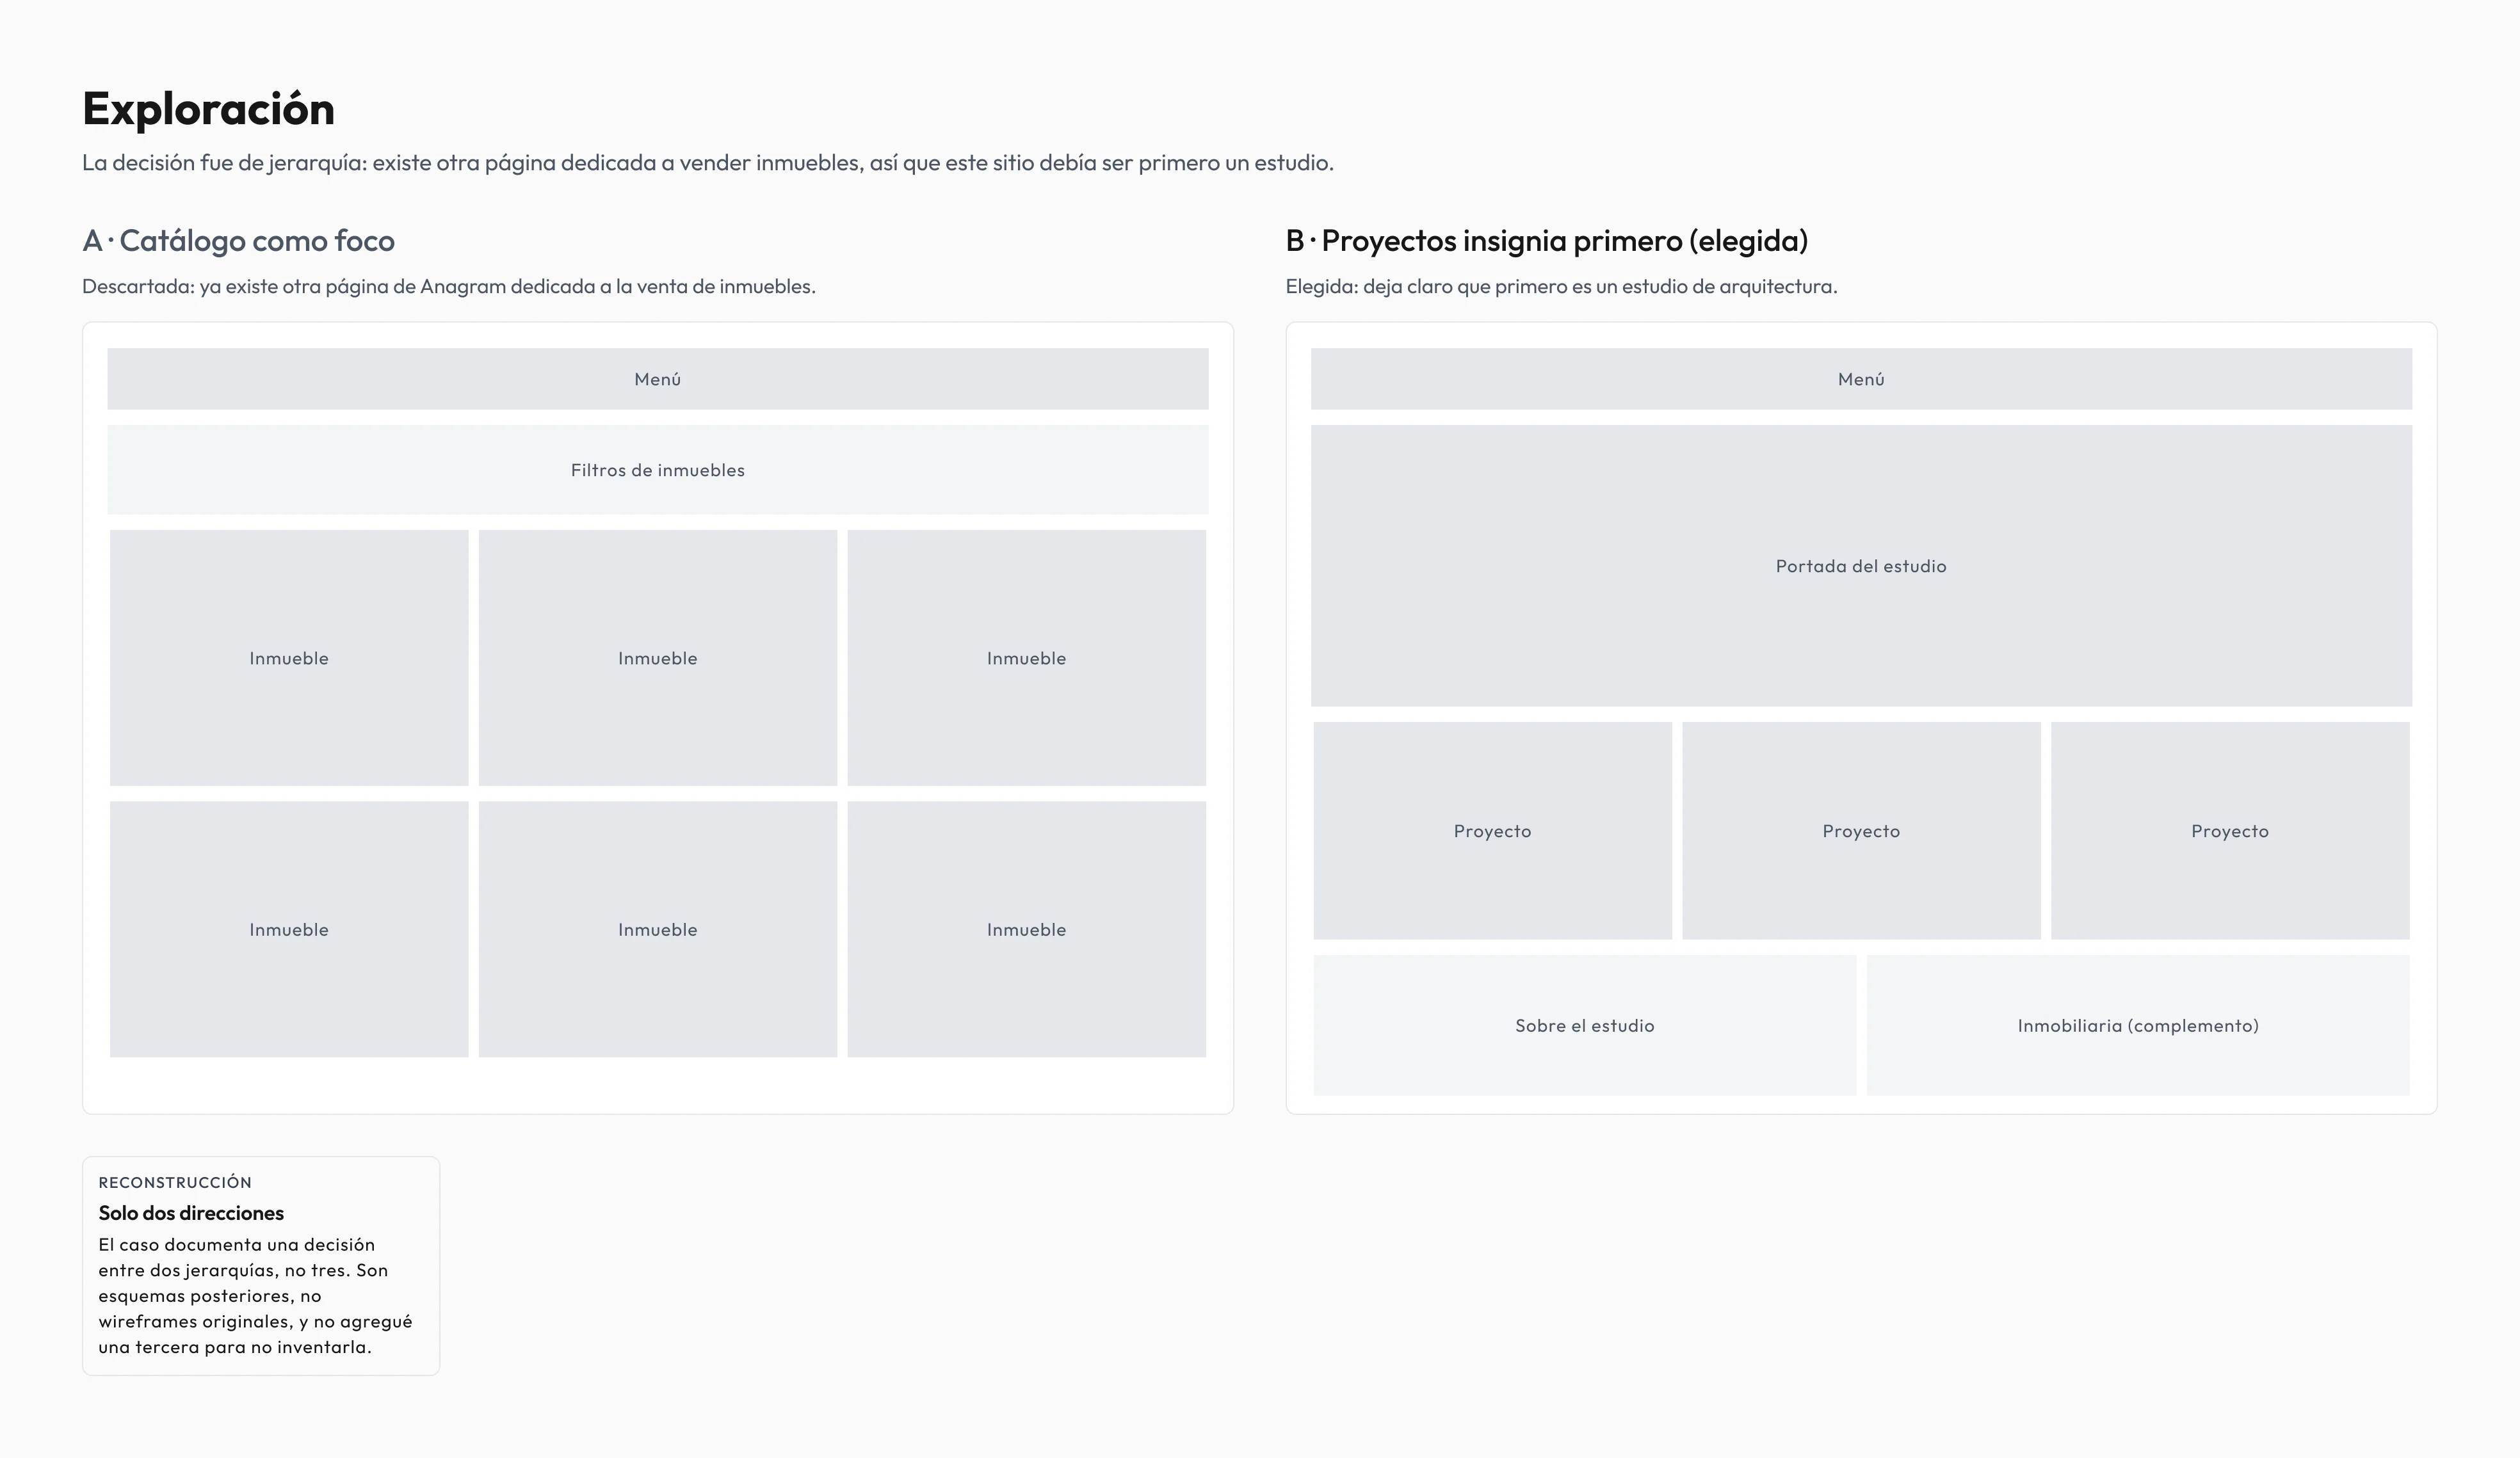 Exploración
La decisión fue de jerarquía: existe otra página dedicada a vender inmuebles, así que este sitio debía ser primero un estudio.
A · Catálogo como foco
Descartada: ya existe otra página de Anagram dedicada a la venta de inmuebles.
Menú
Filtros de inmuebles
Inmueble
Inmueble
Inmueble
Inmueble
Inmueble
Inmueble
B · Proyectos insignia primero (elegida)
Elegida: deja claro que primero es un estudio de arquitectura.
Menú
Portada del estudio
Proyecto
Proyecto
Proyecto
Sobre el estudio
Inmobiliaria (complemento)
RECONSTRUCCIÓN
Solo dos direcciones
El caso documenta una decisión
entre dos jerarquías, no tres. Son
esquemas posteriores, no
wireframes originales, y no agregué
una tercera para no inventarla.